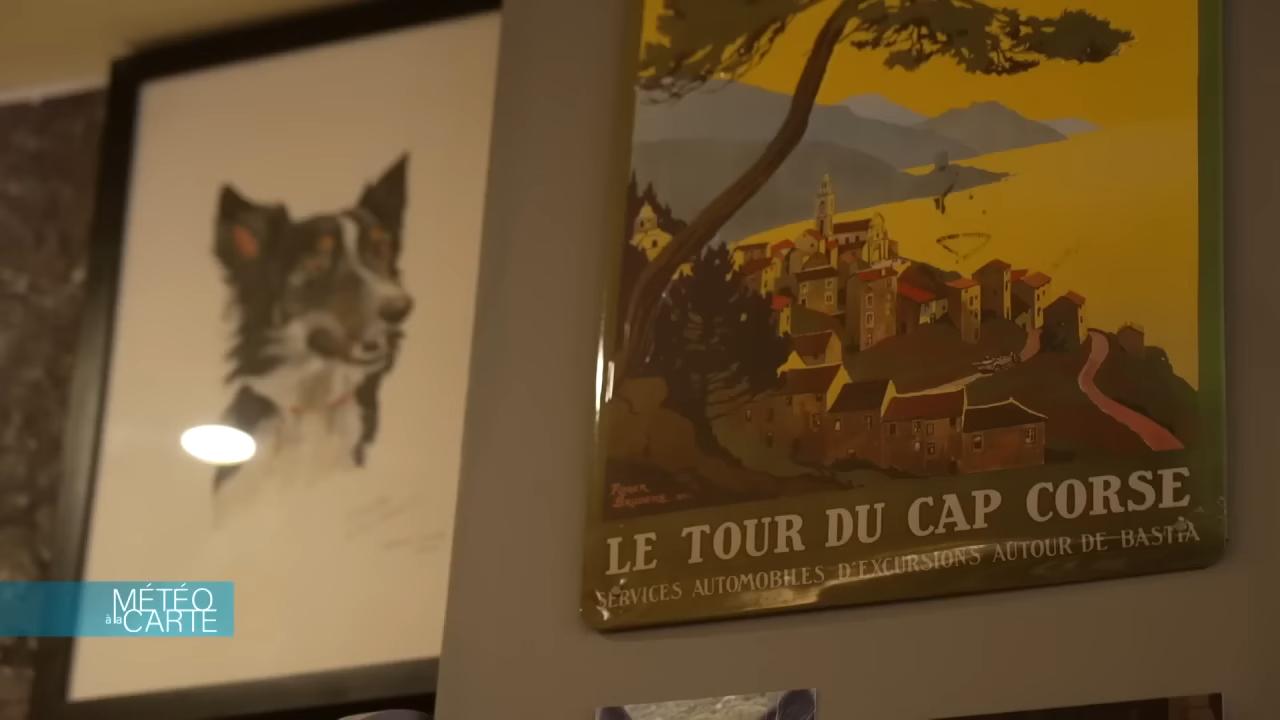 LE TOUR DU CAP CORSE
SERVICES AUTOMOBILES D'EXCURSIONS AUTOUR DE BASTIA
MÉTÉO
à la CARTE